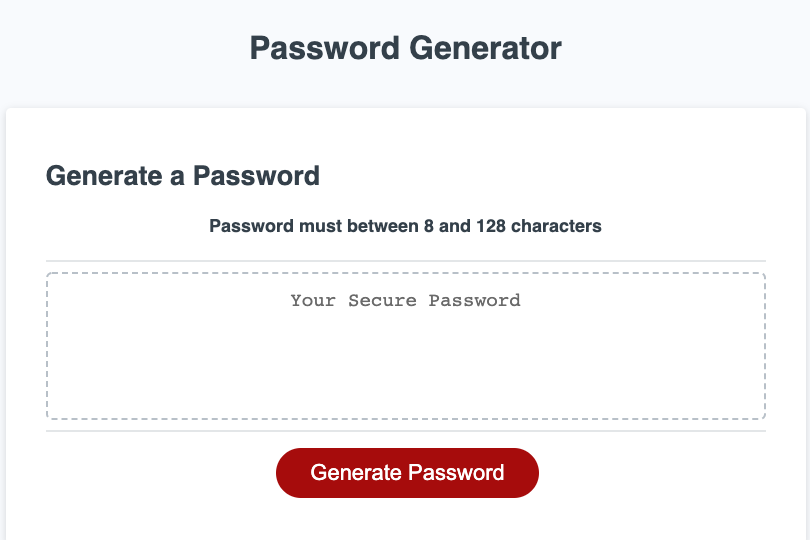 Password Generator
Generate a Password
Password must between 8 and 128 characters
Your Secure Password
Generate Password